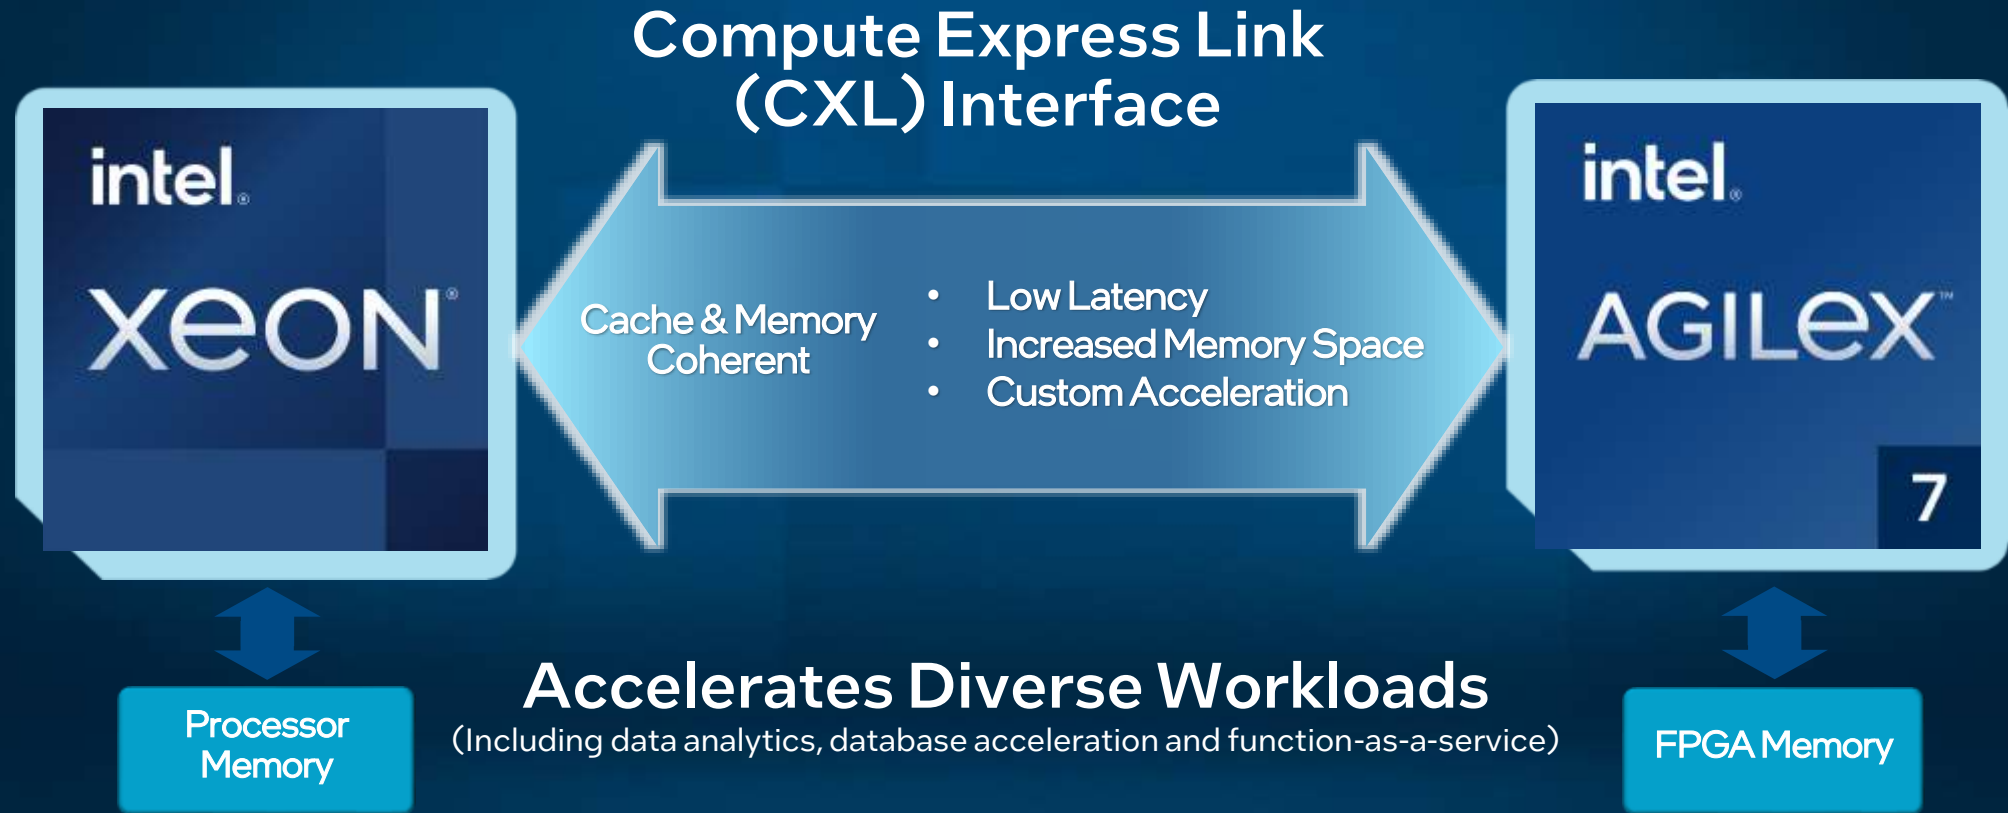 Compute Express Link
(CXL) Interface
intel®
xeon®
Cache & Memory
Coherent
• Low Latency
• Increased Memory Space
• Custom Acceleration
intel®
AGILex™
7
Accelerates Diverse Workloads
(Including data analytics, database acceleration and function-as-a-service)
Processor
Memory
FPGA Memory